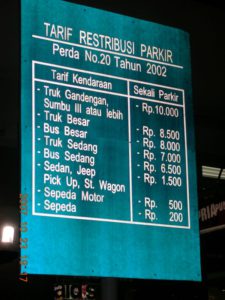 TARIF RESTRIBUSI PARKIR
Perda No.20 Tahun 2002
Tarif Kendaraan Sekali Parkir
- Truk Gandengan, - Rp.10.000
Sumbu III atau lebih
- Truk Besar - Rp. 8.500
- Bus Besar - Rp. 8.000
- Truk Sedang - Rp. 7.000
- Bus Sedang - Rp. 6.500
- Sedan, Jeep - Rp. 1.500
Pick Up, St. Wagon
- Sepeda Motor - Rp. 500
- Sepeda - Rp. 200